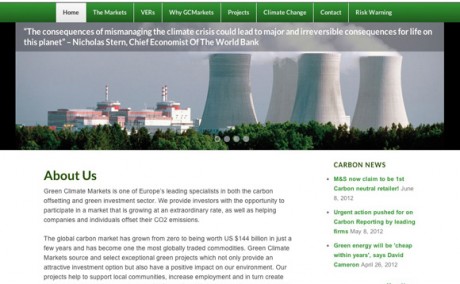 Home The Markets VERs Why GCMarkets Projects Climate Change Contact Risk Warning
"The consequences of mismanaging the climate crisis could lead to major and irreversible consequences for life on
this planet" – Nicholas Stern, Chief Economist Of The World Bank
About Us
Green Climate Markets is one of Europe's leading specialists in both the carbon
offsetting and green investment sector. We provide investors with the opportunity to
participate in a market that is growing at an extraordinary rate, as well as helping
companies and individuals offset their CO2 emissions.
The global carbon market has grown from zero to being worth US $144 billion in just a
few years and has become one of the most globally traded commodities. Green Climate
Markets source and select exceptional green projects which not only provide an
attractive investment option but also have a positive impact on our environment. Our
projects help to support local communities, increase employment and in turn create
CARBON NEWS
M&S now claim to be 1st
Carbon neutral retailer! June
8, 2012
Urgent action pushed for on
Carbon Reporting by leading
firms May 8, 2012
Green energy will be 'cheap
within years', says David
Cameron April 26, 2012